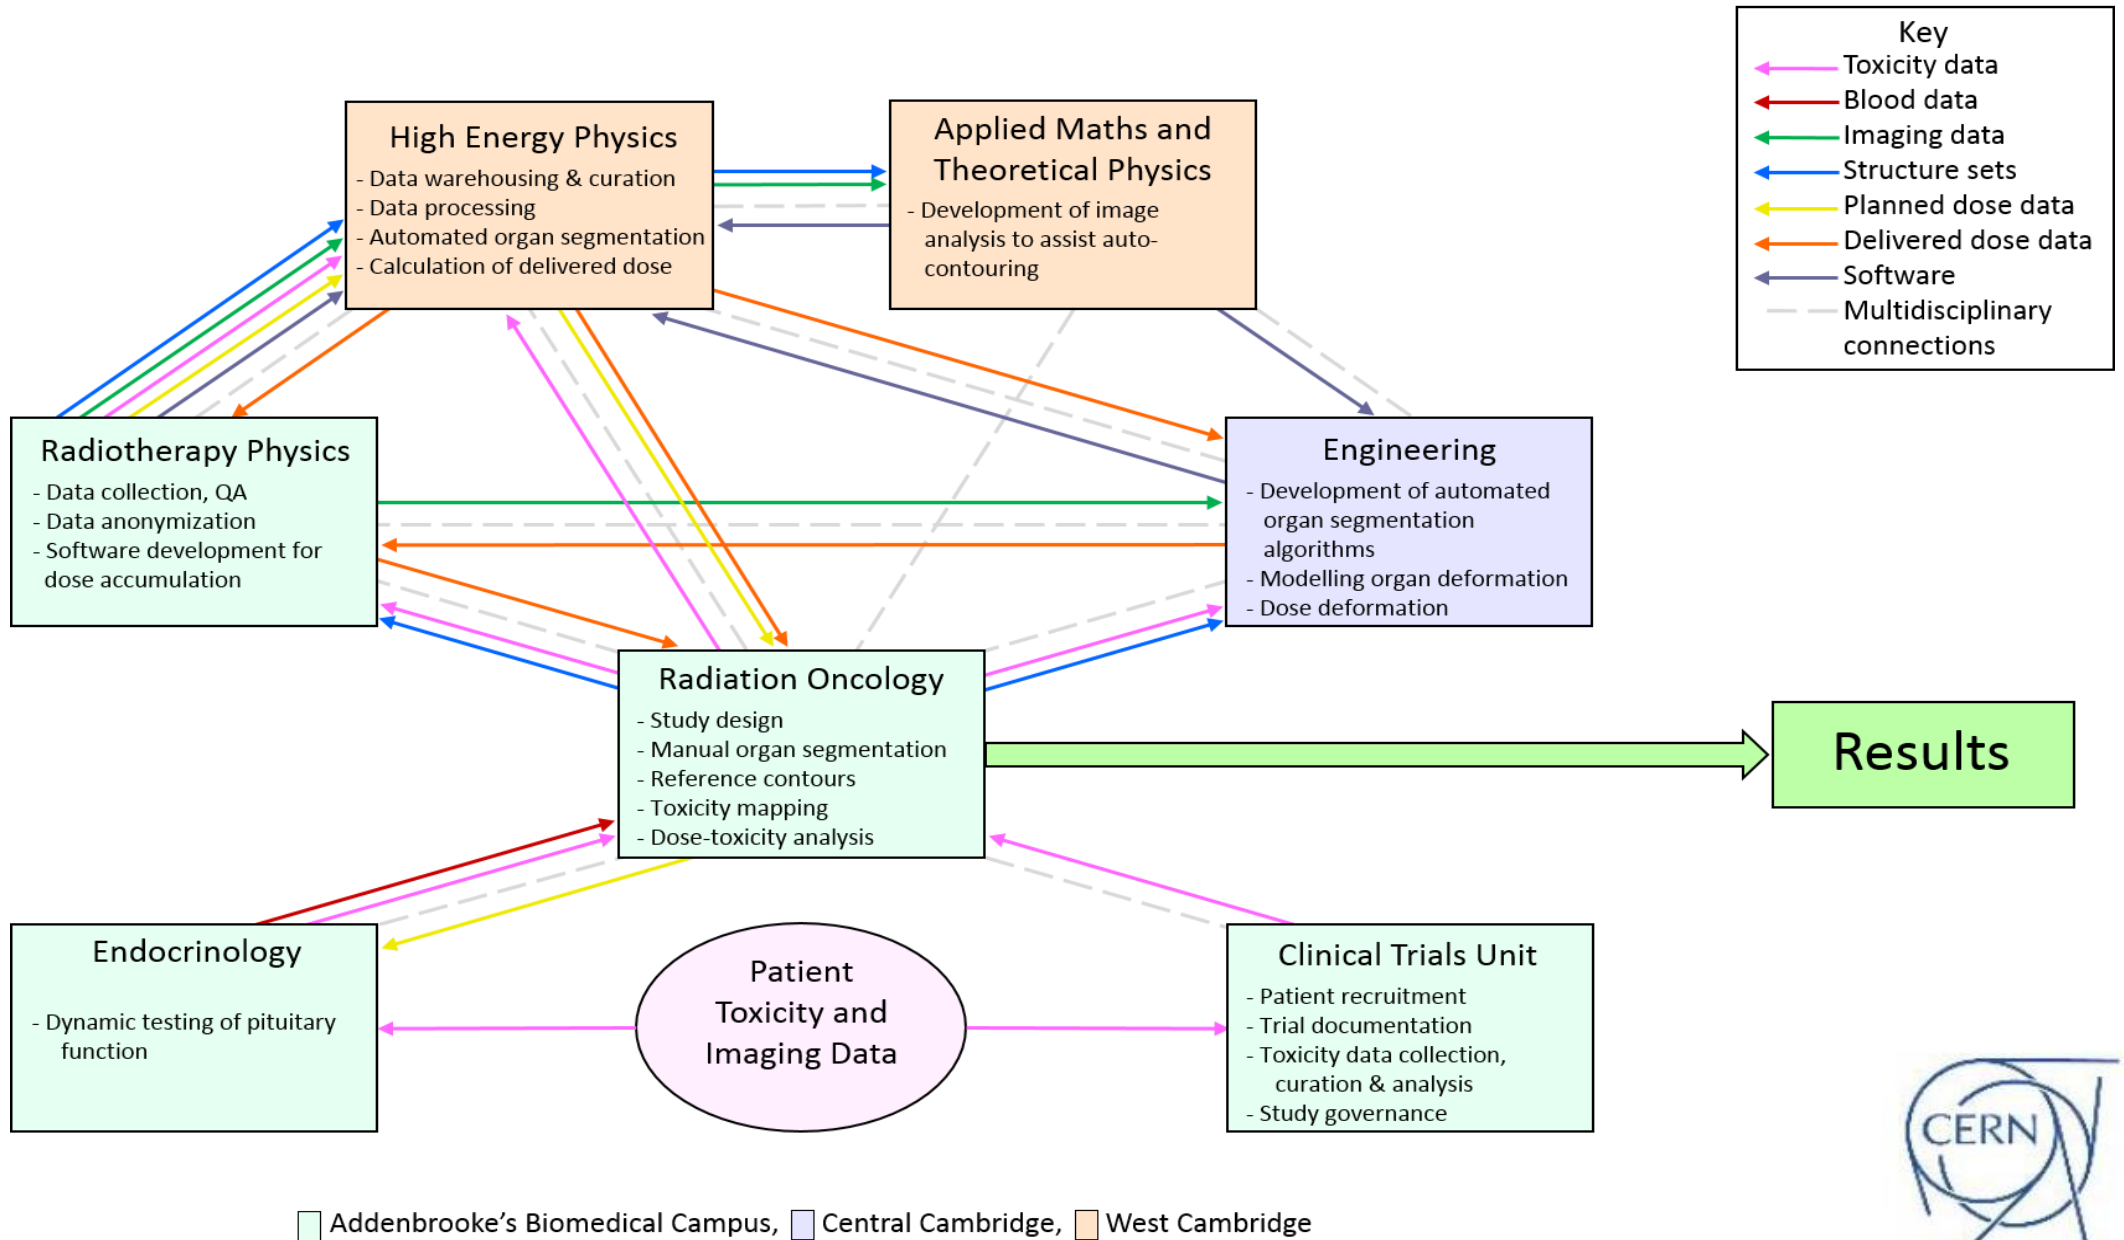 Key
Toxicity data
Blood data
Imaging data
Structure sets
Planned dose data
Delivered dose data
Software
Multidisciplinary
connections
High Energy Physics
- Data warehousing & curation
- Data processing
- Automated organ segmentation
- Calculation of delivered dose
Applied Maths and
Theoretical Physics
- Development of image
analysis to assist auto-
contouring
Radiotherapy Physics
- Data collection, QA
- Data anonymization
- Software development for
dose accumulation
Engineering
- Development of automated
organ segmentation
algorithms
- Modelling organ deformation
- Dose deformation
Radiation Oncology
- Study design
- Manual organ segmentation
- Reference contours
- Toxicity mapping
- Dose-toxicity analysis
Results
Endocrinology
- Dynamic testing of pituitary
function
Patient
Toxicity and
Imaging Data
Clinical Trials Unit
- Patient recruitment
- Trial documentation
- Toxicity data collection,
curation & analysis
- Study governance
CERN
Addenbrooke's Biomedical Campus, Central Cambridge, West Cambridge